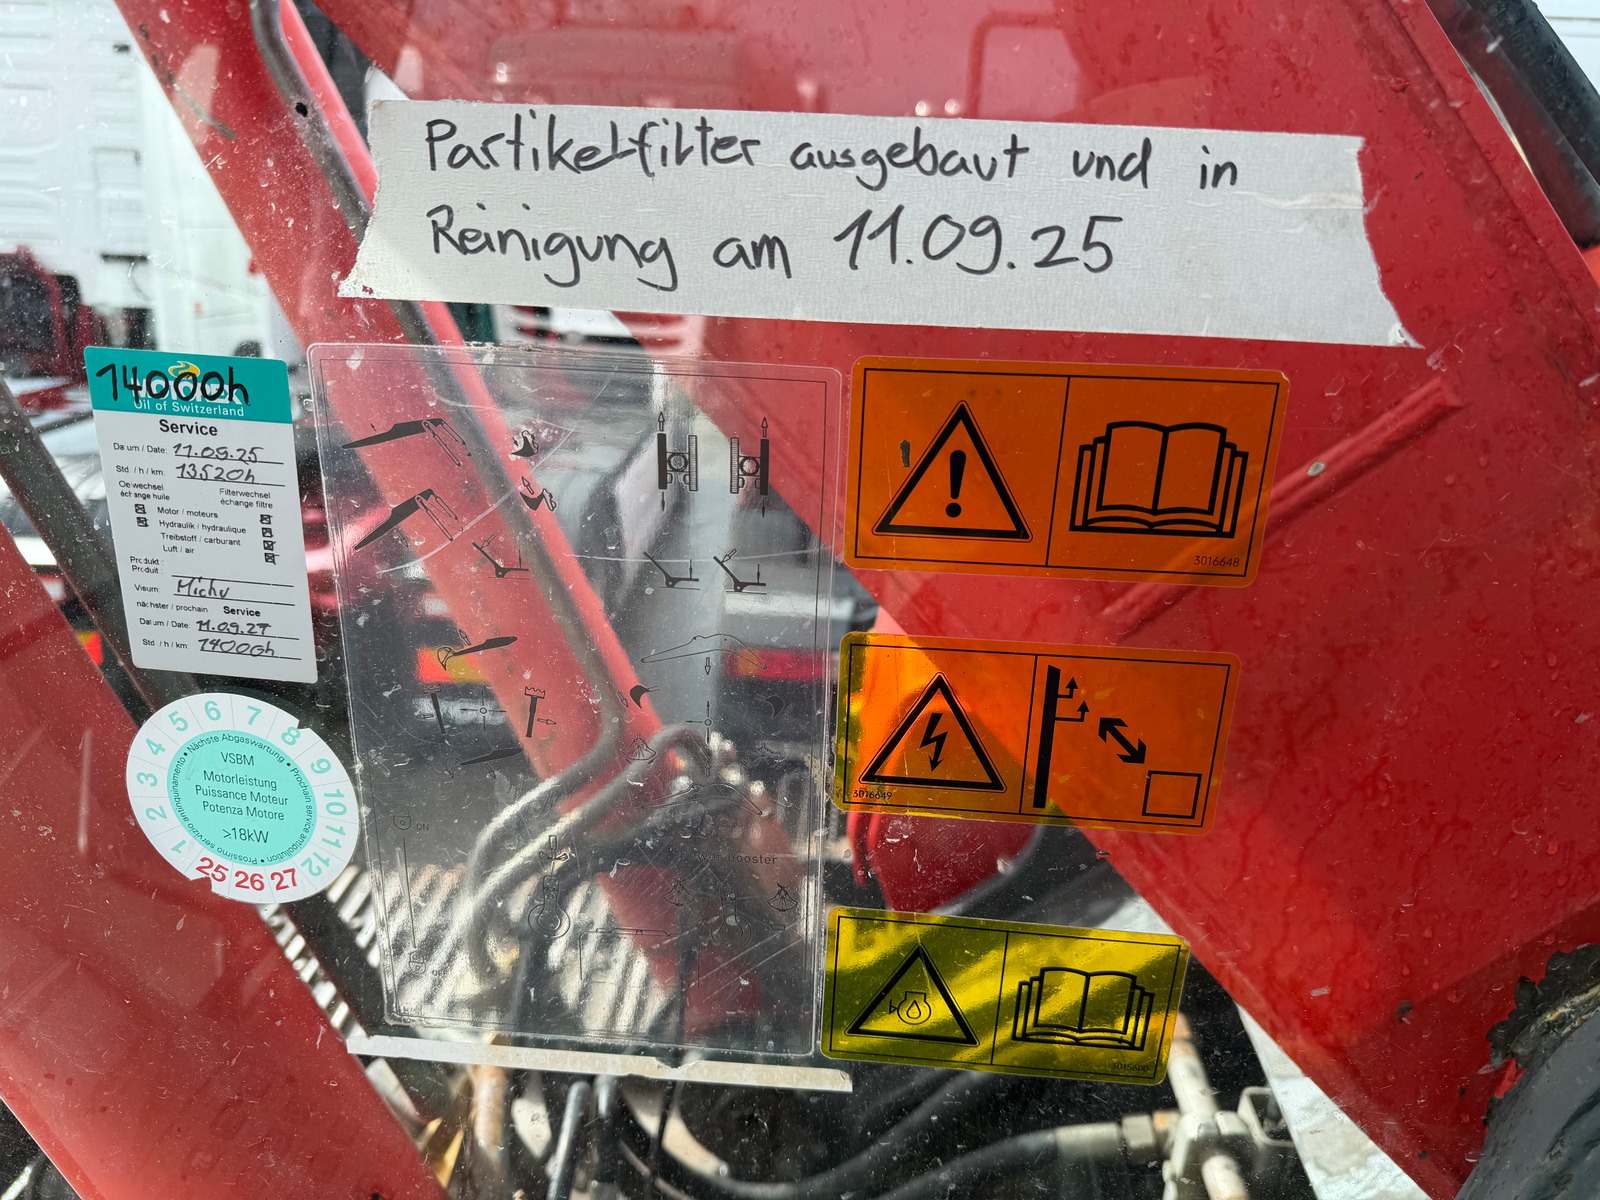 Partikelfilter ausgebaut und in
Reinigung am 11.09.25
14000h
Oil of Switzerland
Service
Datum / Date: 11.09.25
Std. / h / km: 13520h
Oelwechsel
échange huile
Filterwechsel
échange filtre
Motor / moteurs
Hydraulik / hydraulique
Treibstoff / carburant
Luft / air
Produkt :
Produit :
Visum: Michu
nächster / prochain Service
Datum / Date: 11.09.27
Std. / h / km: 14000h
1 2 3 4 5 6 7 8 9 10 11 12
25 26 27
Nächste Abgaswartung • Prochain service antipollution • Prossimo servizio antinquinamento •
VSBM
Motorleistung
Puissance Moteur
Potenza Motore
>18kW
ON
booster
3016648
3016649
3015600